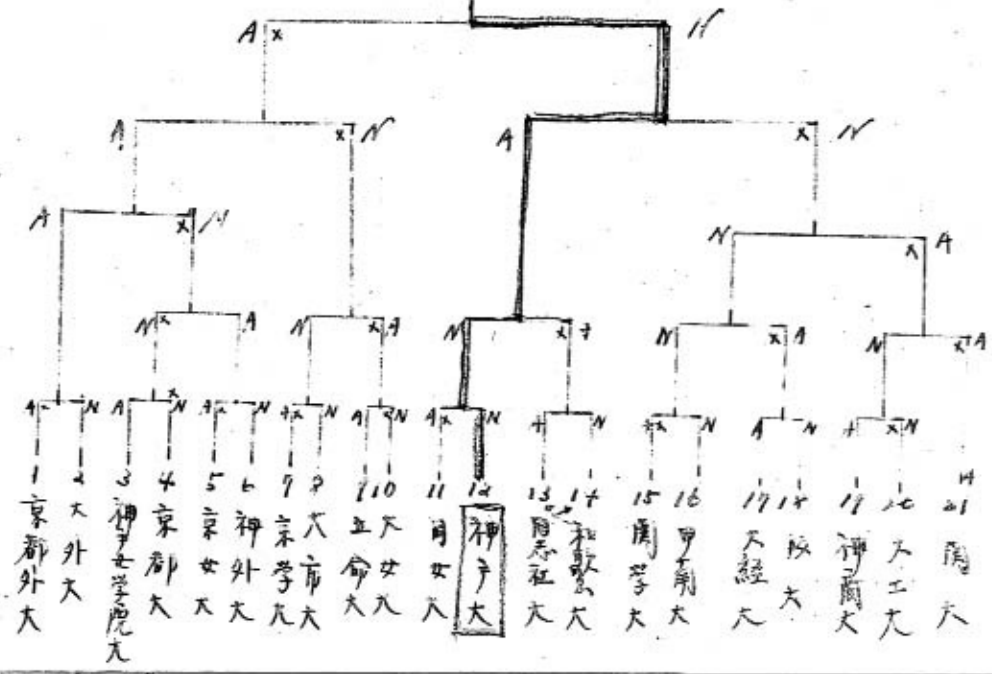 A x N
A x N A x N
A x N N x A
N x A N x A N x N x A N x A
A N A x N A x N x N A N A x N A x N A N x N
1 京都外大
2 大外大
3 神戸女学院大
4 京都大
5 京女大
6 神外大
7 京学大
8 大市大
9 立命大
10 大女大
11 同女大
12 神戸大
13 同志社大
14 和歌山大
15 関学大
16 甲南大
17 大経大
18 阪大
19 神商大
20 大工大
21 関大